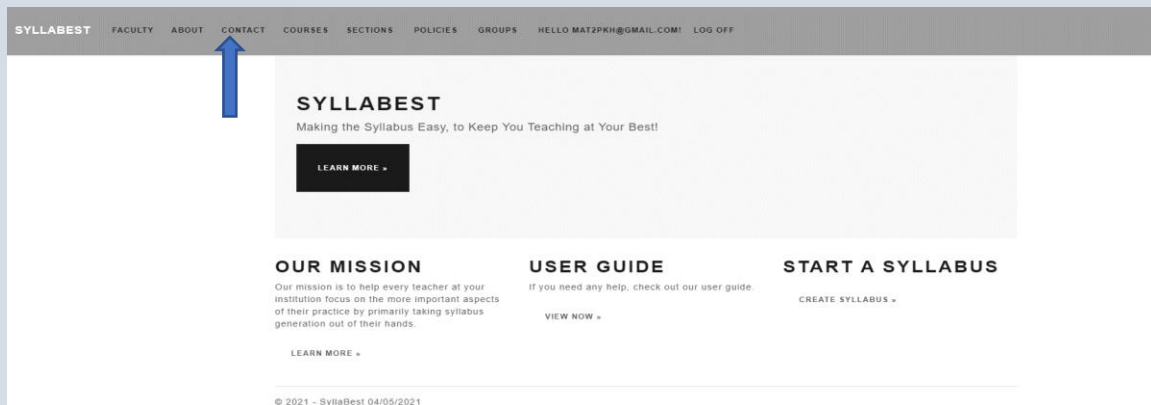 SYLLABEST FACULTY ABOUT CONTACT COURSES SECTIONS POLICIES GROUPS HELLO MAT2PKH@GMAIL.COM! LOG OFF
SYLLABEST
Making the Syllabus Easy, to Keep You Teaching at Your Best!
LEARN MORE »
OUR MISSION
Our mission is to help every teacher at your
institution focus on the more important aspects
of their practice by primarily taking syllabus
generation out of their hands.
LEARN MORE »
USER GUIDE
If you need any help, check out our user guide.
VIEW NOW »
START A SYLLABUS
CREATE SYLLABUS »
© 2021 - SyllaBest 04/05/2021